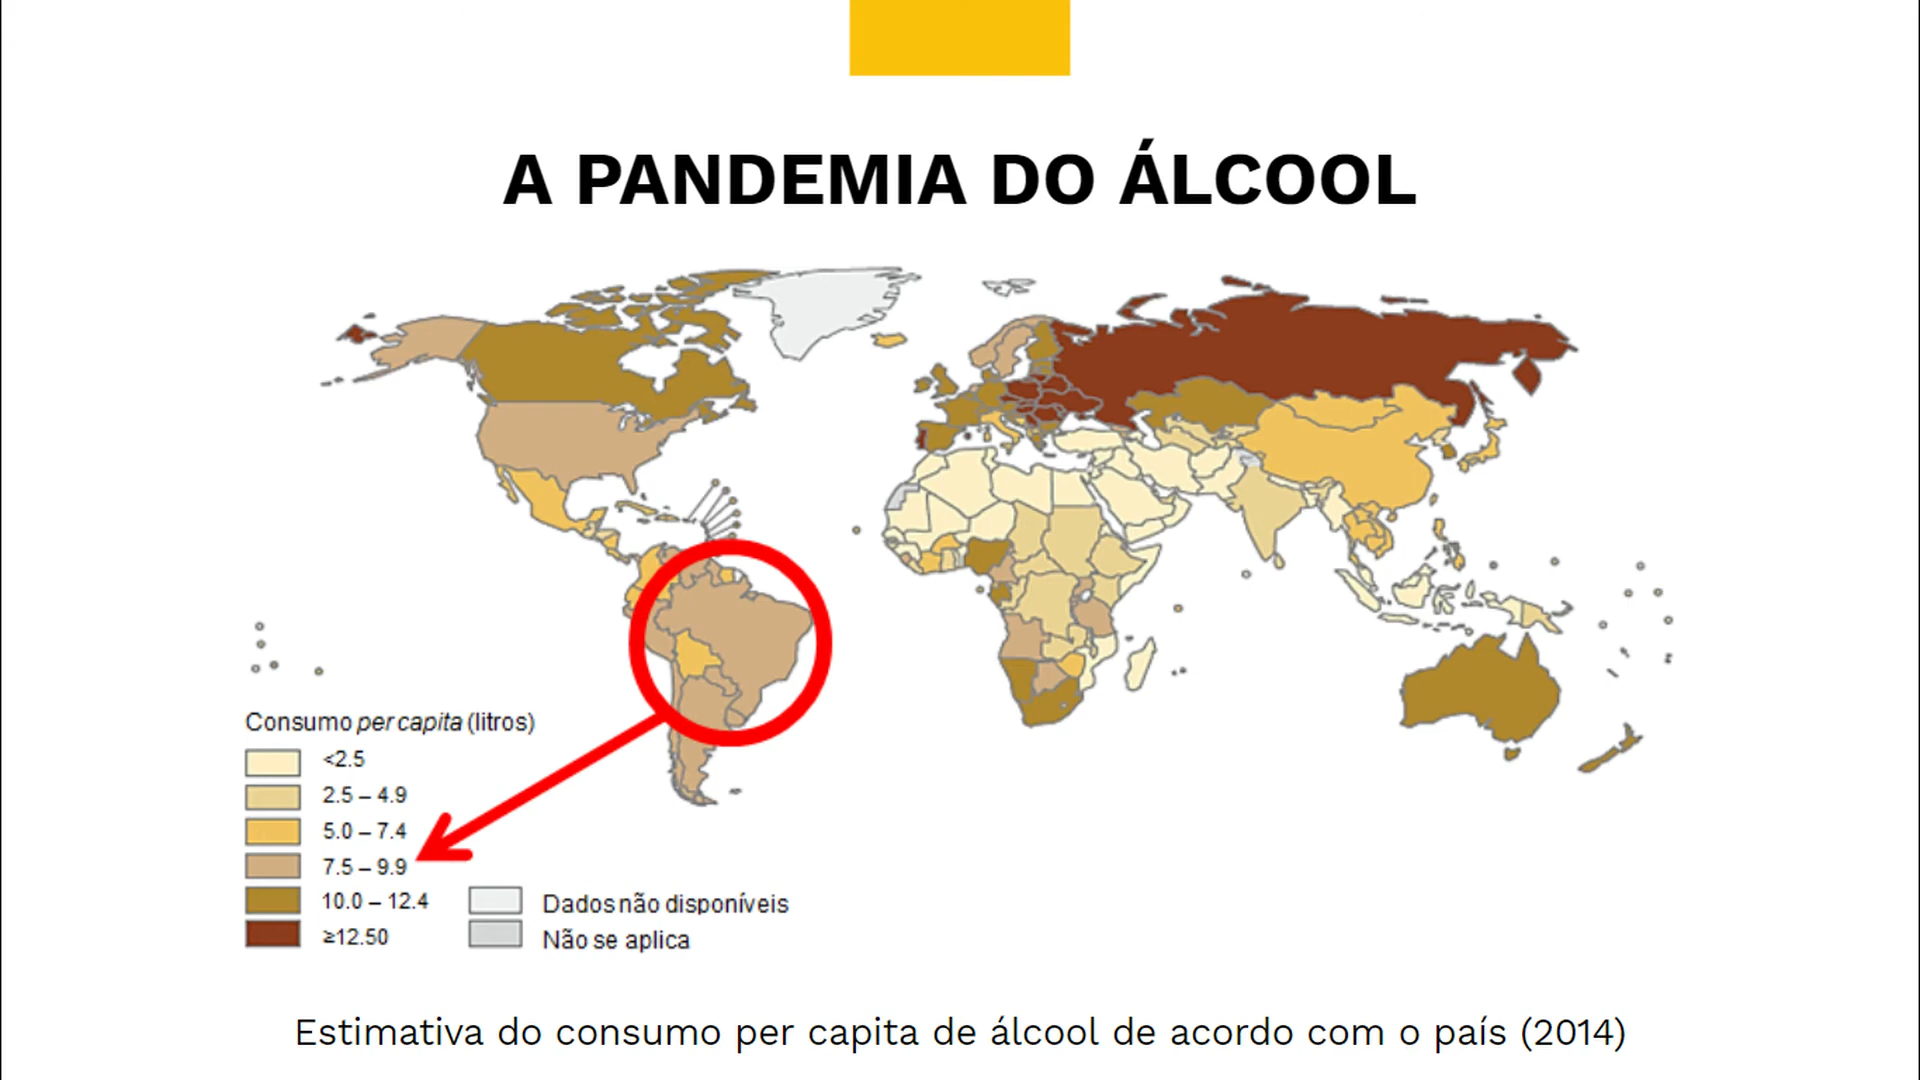 A PANDEMIA DO ÁLCOOL
Consumo per capita (litros)
<2.5
2.5 – 4.9
5.0 – 7.4
7.5 – 9.9
10.0 – 12.4
≥12.50
Dados não disponíveis
Não se aplica
Estimativa do consumo per capita de álcool de acordo com o país (2014)